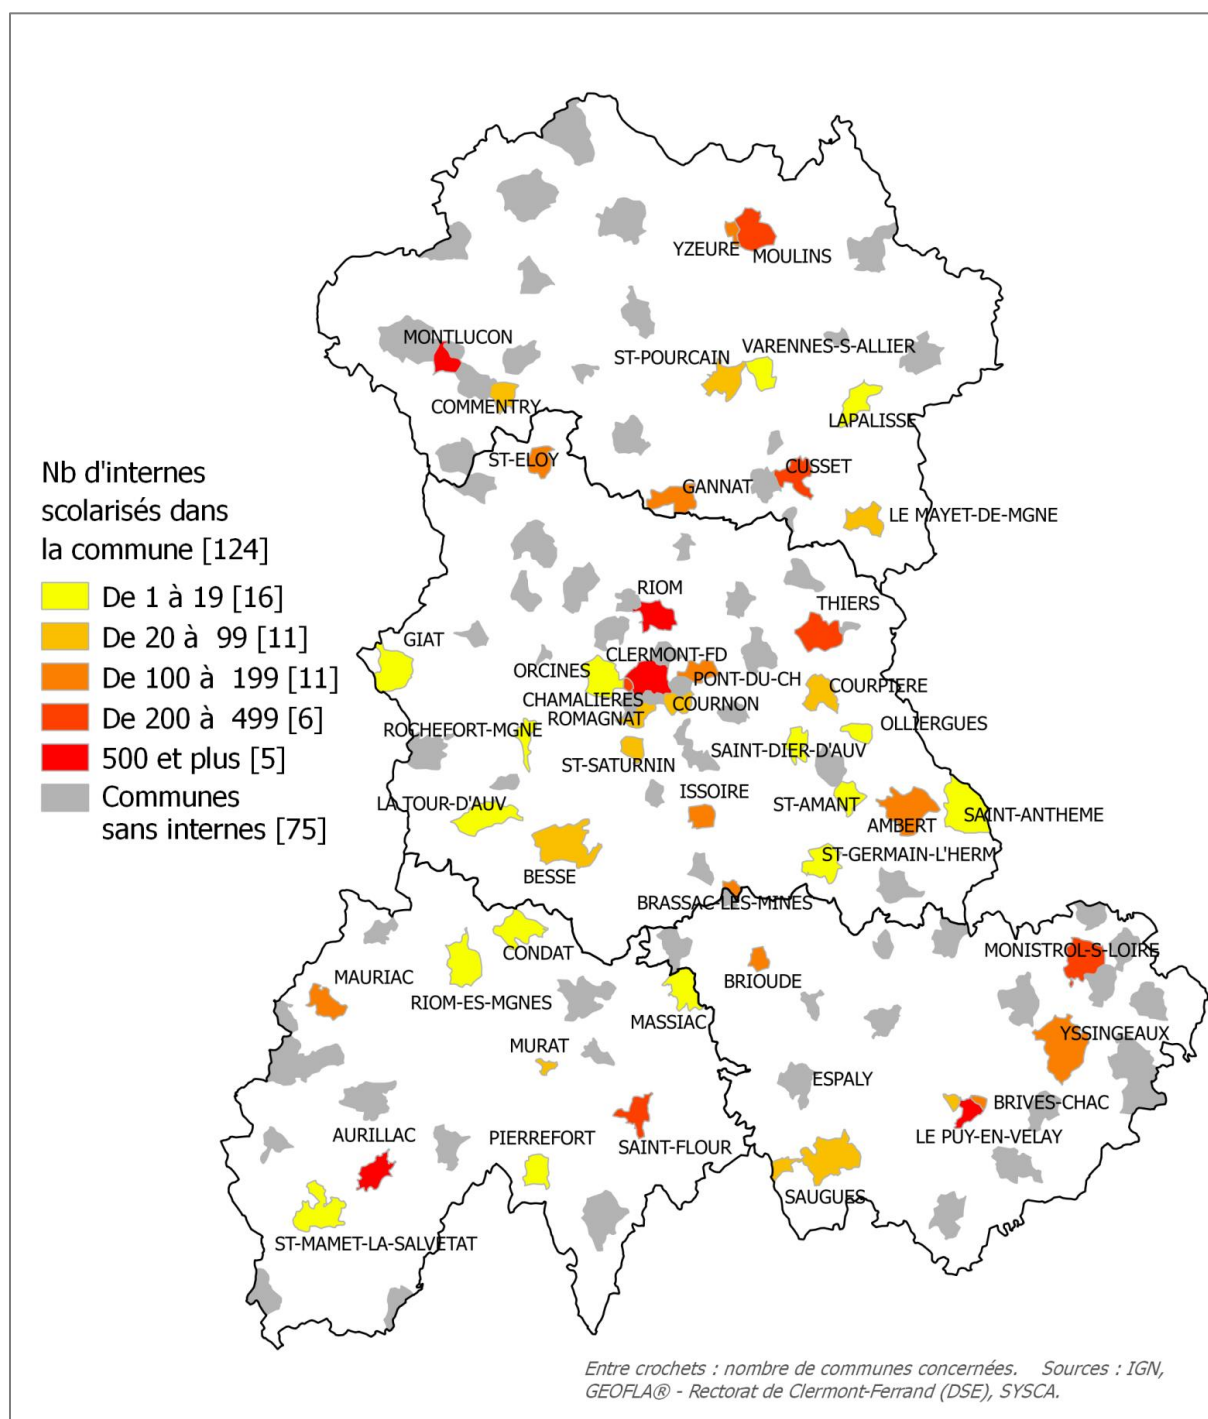 YZEURE
MOULINS
MONTLUCON
VARENNES-S-ALLIER
ST-POURCAIN
COMMENTRY
LAPALISSE
Nb d'internes
scolarisés dans
la commune [124]
De 1 à 19 [16]
De 20 à 99 [11]
De 100 à 199 [11]
De 200 à 499 [6]
500 et plus [5]
Communes
sans internes [75]
ST-ELOY
CUSSET
GANNAT
LE MAYET-DE-MGNE
RIOM
THIERS
GIAT
CLERMONT-FD
ORCINES
PONT-DU-CH
COURPIERE
CHAMALIERES
COURNON
ROMAGNAT
OLLIERGUES
ROCHEFORT-MGNE
SAINT-DIER-D'AUV
ST-SATURNIN
ISSOIRE
LA TOUR-D'AUV
ST-AMANT
SAINT-ANTHEME
AMBERT
ST-GERMAIN-L'HERM
BESSE
BRASSAC-LES-MINES
CONDAT
MONISTROL-S-LOIRE
MAURIAC
BRIOUDE
RIOM-ES-MGNES
MASSIAC
YSSINGEAUX
MURAT
ESPALY
BRIVES-CHAC
AURILLAC
PIERREFORT
LE PUY-EN-VELAY
SAINT-FLOUR
SAUGUES
ST-MAMET-LA-SALVETAT
Entre crochets : nombre de communes concernées. Sources : IGN,
GEOFLA® - Rectorat de Clermont-Ferrand (DSE), SYSCA.